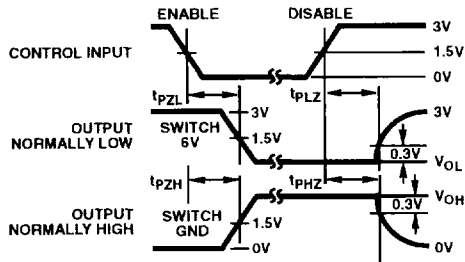 ENABLE DISABLE
3V
CONTROL INPUT 1.5V
0V
tPZL tPLZ
3V 3V
OUTPUT SWITCH
NORMALLY LOW 6V 1.5V 0.3V
VOL
tPZH tPHZ
VOH
OUTPUT SWITCH 0.3V
NORMALLY HIGH GND 1.5V
0V 0V